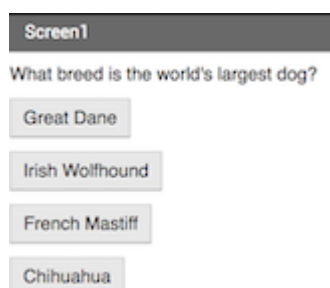 Screen1
What breed is the world's largest dog?
Great Dane
Irish Wolfhound
French Mastiff
Chihuahua